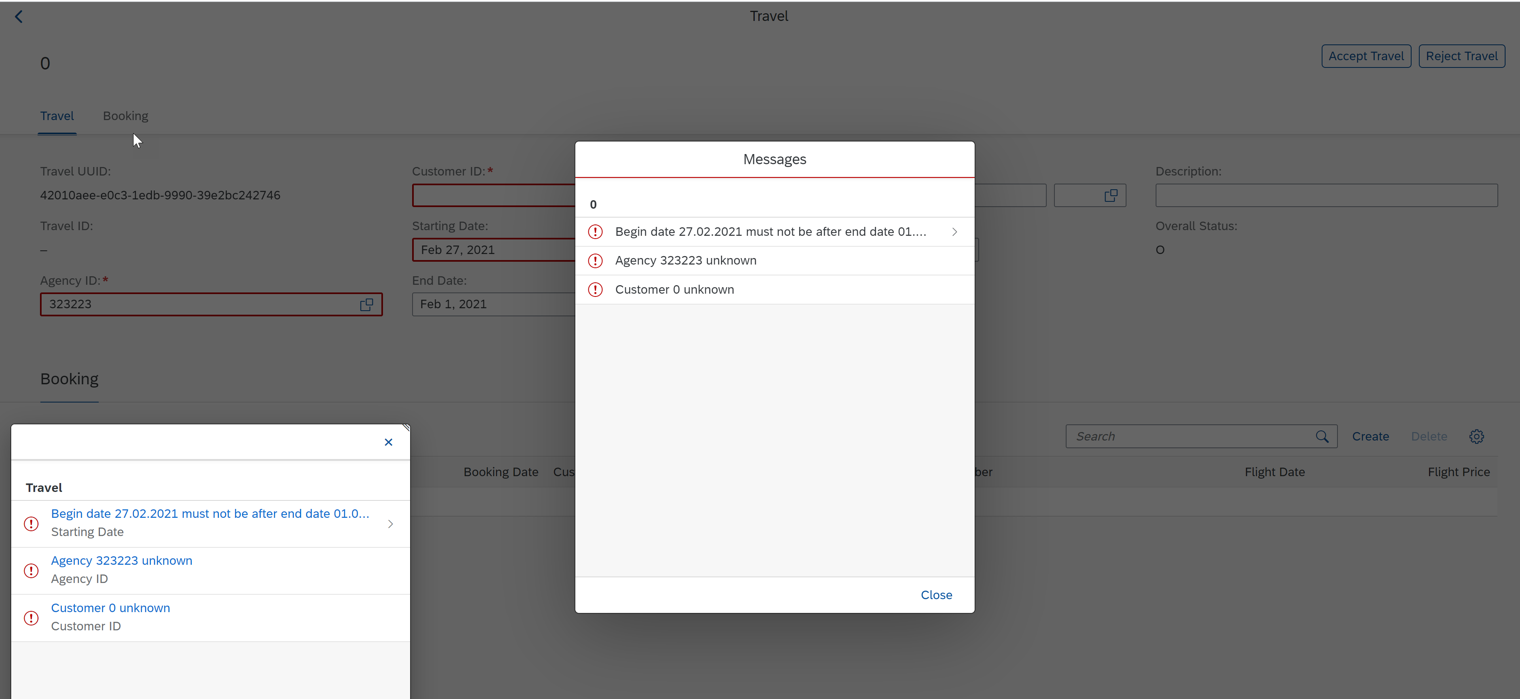 Travel
0
Accept Travel
Reject Travel
Travel
Booking
Travel UUID:
42010aee-e0c3-1edb-9990-39e2bc242746
Travel ID:
–
Agency ID:*
323223
Customer ID:*
Starting Date:
Feb 27, 2021
End Date:
Feb 1, 2021
Description:
Overall Status:
O
Messages
0
Begin date 27.02.2021 must not be after end date 01....
Agency 323223 unknown
Customer 0 unknown
Close
Booking
Search
Create
Delete
Booking Date
Cus
ber
Flight Date
Flight Price
Travel
Begin date 27.02.2021 must not be after end date 01.0...
Starting Date
Agency 323223 unknown
Agency ID
Customer 0 unknown
Customer ID